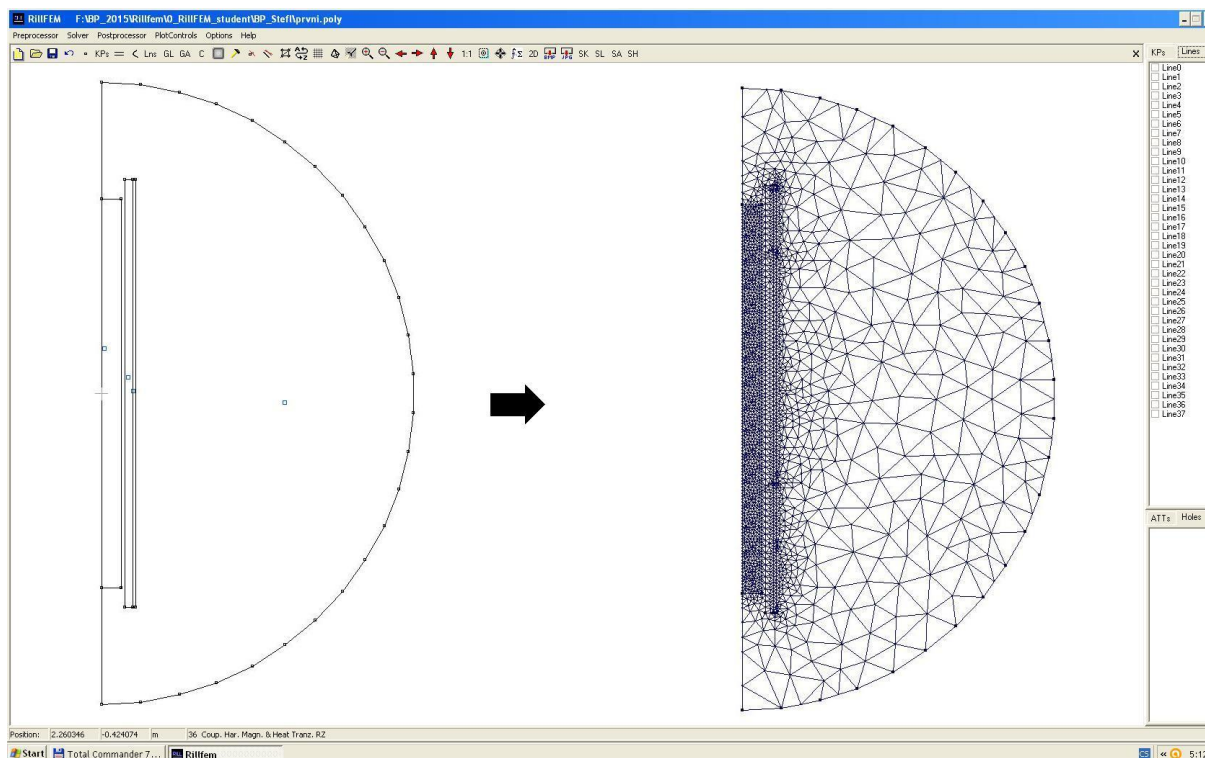 RillFEM F:\BP_2015\Rillfem\0_RillFEM_student\BP_Stefl\prvni.poly
Preprocessor Solver Postprocessor PlotControls Options Help
KPs Lns GL GA C 1:1 2D BMP JPG SK SL SA SH
KPs Lines
Line0
Line1
Line2
Line3
Line4
Line5
Line6
Line7
Line8
Line9
Line10
Line11
Line12
Line13
Line14
Line15
Line16
Line17
Line18
Line19
Line20
Line21
Line22
Line23
Line24
Line25
Line26
Line27
Line28
Line29
Line30
Line31
Line32
Line33
Line34
Line35
Line36
Line37
ATTs Holes
Position: 2.260346 -0.424074 m 36 Coup. Har. Magn. & Heat Tranz. RZ
Start Total Commander 7... Rillfem CS « 5:12